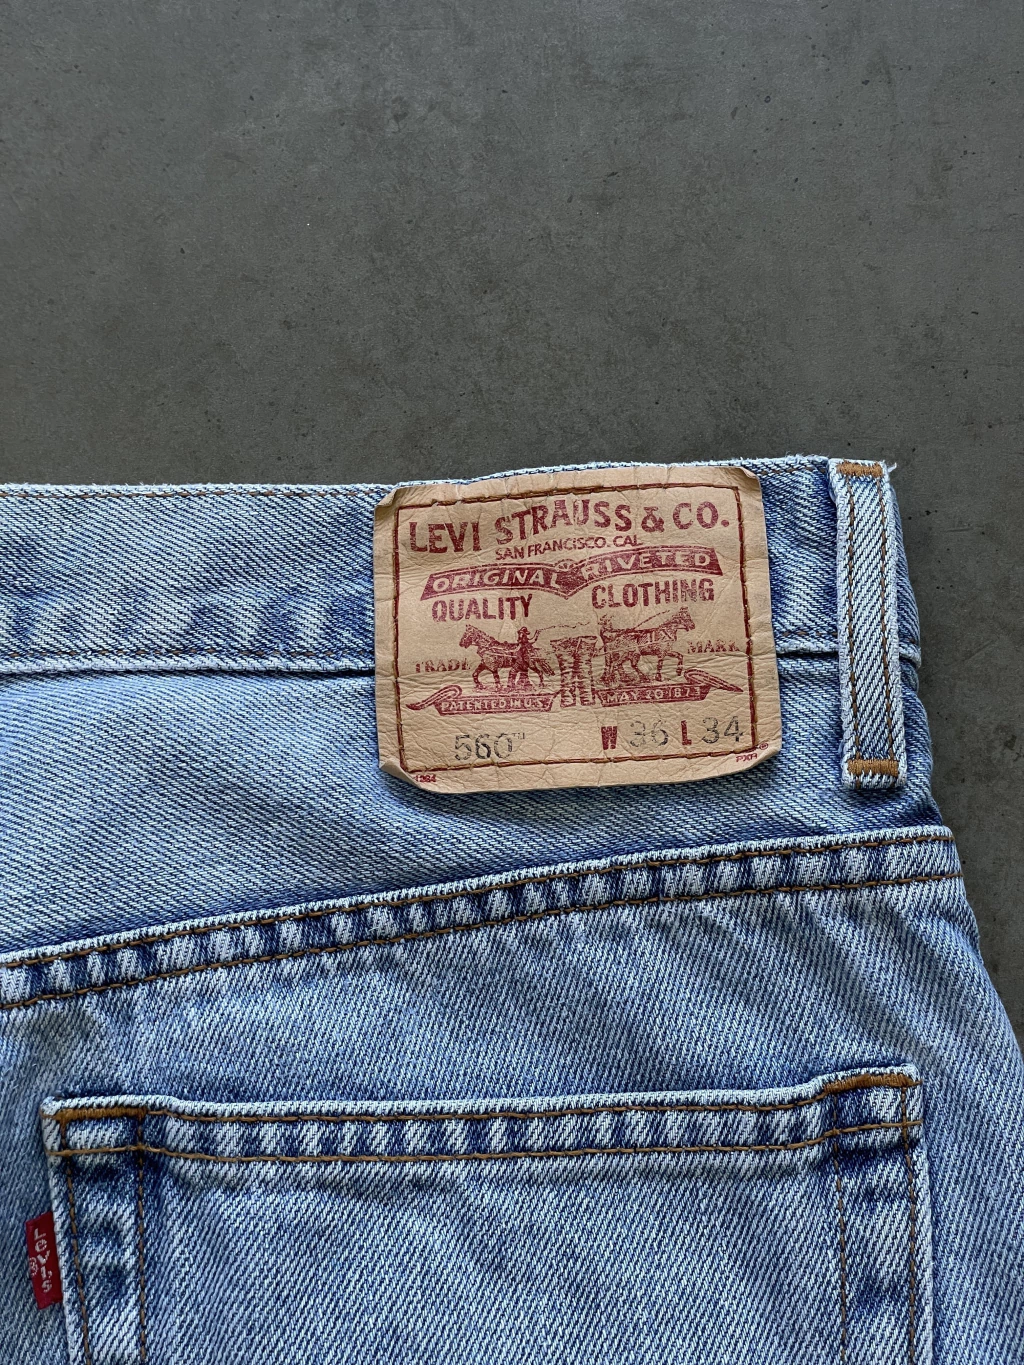 LEVI STRAUSS & CO.
SAN FRANCISCO. CAL
ORIGINAL RIVETED
QUALITY CLOTHING
TRADE MARK
PATENTED IN U.S. MAY 20 1873
560™ W 36 L 34
LEVI'S
®